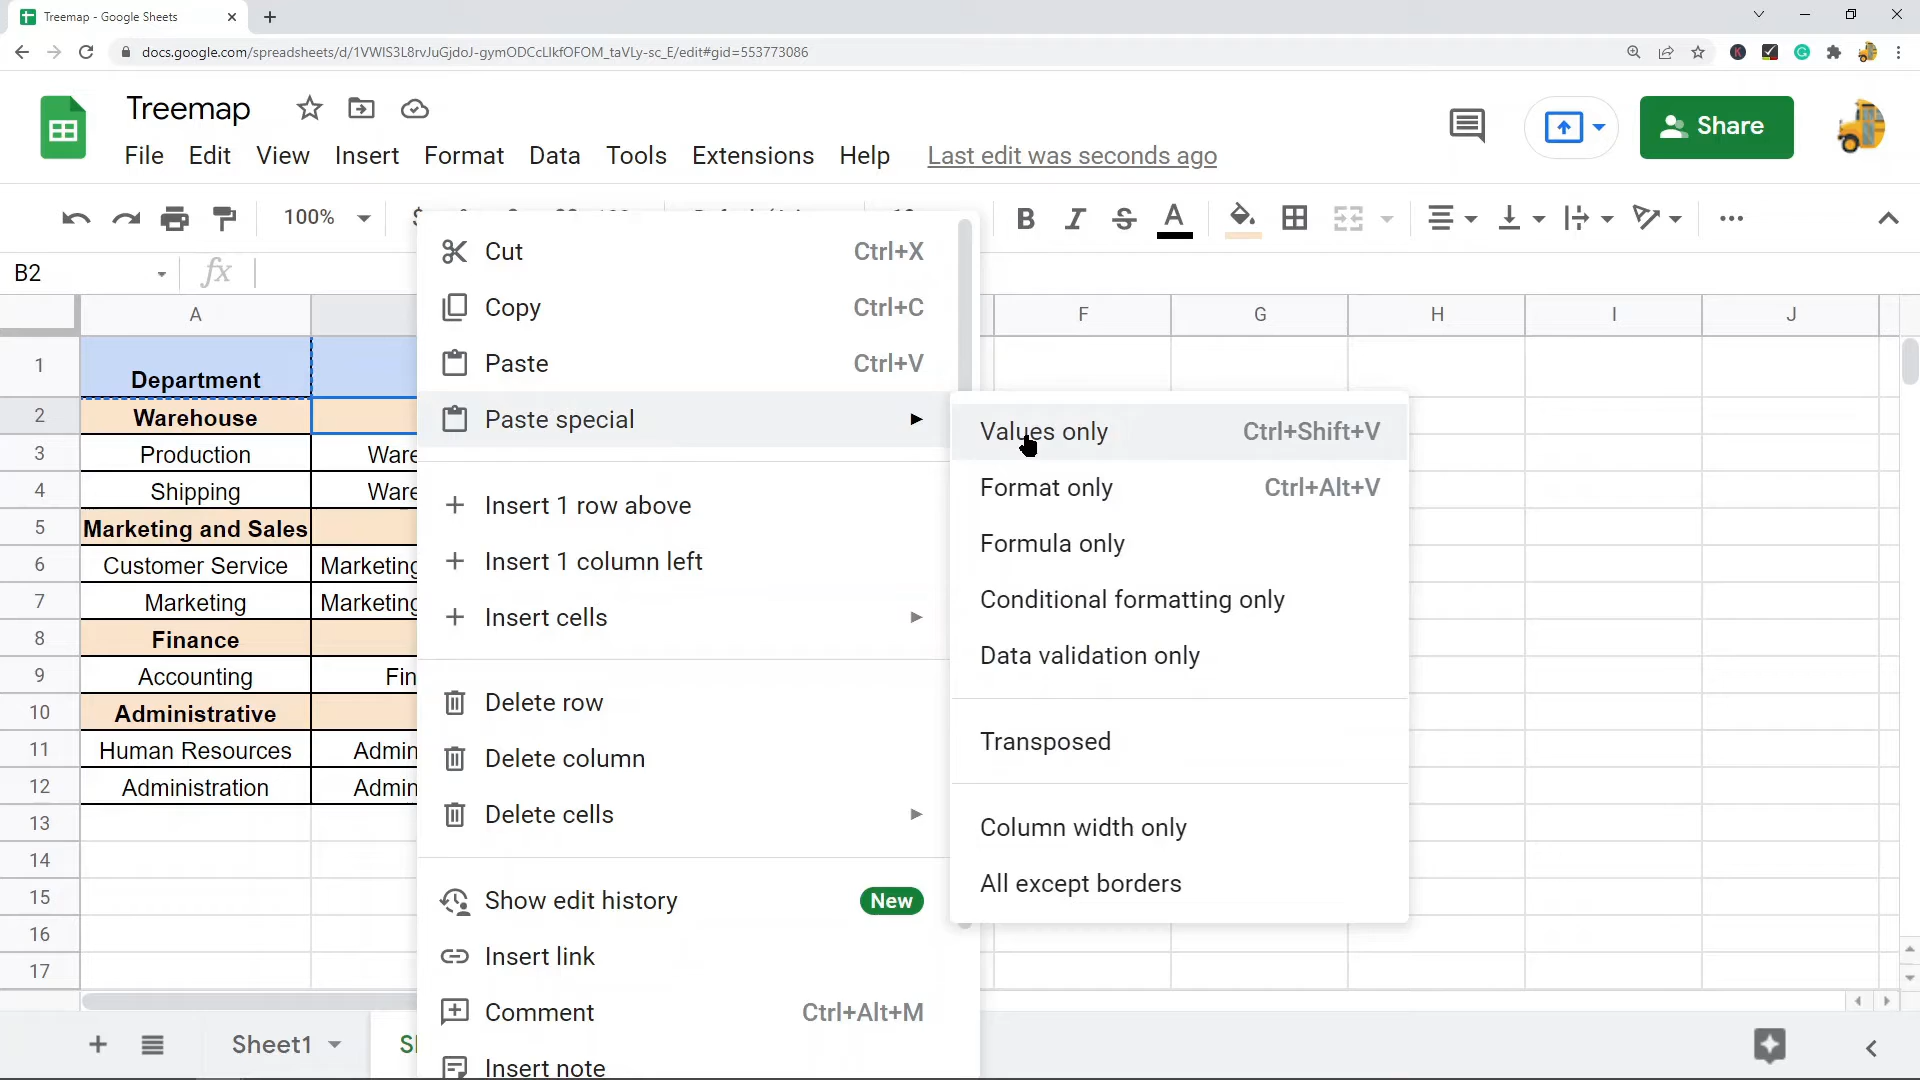 Treemap - Google Sheets
docs.google.com/spreadsheets/d/1VWIS3L8rvJuGjdoJ-gymODCcLIkfOFOM_taVLy-sc_E/edit#gid=553773086
Treemap
Share
File Edit View Insert Format Data Tools Extensions Help Last edit was seconds ago
100%
B I S A
B2 fx
A F G H I J
1 Department
2 Warehouse
3 Production Ware
4 Shipping Ware
5 Marketing and Sales
6 Customer Service Marketing
7 Marketing Marketing
8 Finance
9 Accounting Fin
10 Administrative
11 Human Resources Admin
12 Administration Admin
13
14
15
16
17
Cut Ctrl+X
Copy Ctrl+C
Paste Ctrl+V
Paste special
Insert 1 row above
Insert 1 column left
Insert cells
Delete row
Delete column
Delete cells
Show edit history New
Insert link
Comment Ctrl+Alt+M
Insert note
Values only Ctrl+Shift+V
Format only Ctrl+Alt+V
Formula only
Conditional formatting only
Data validation only
Transposed
Column width only
All except borders
Sheet1